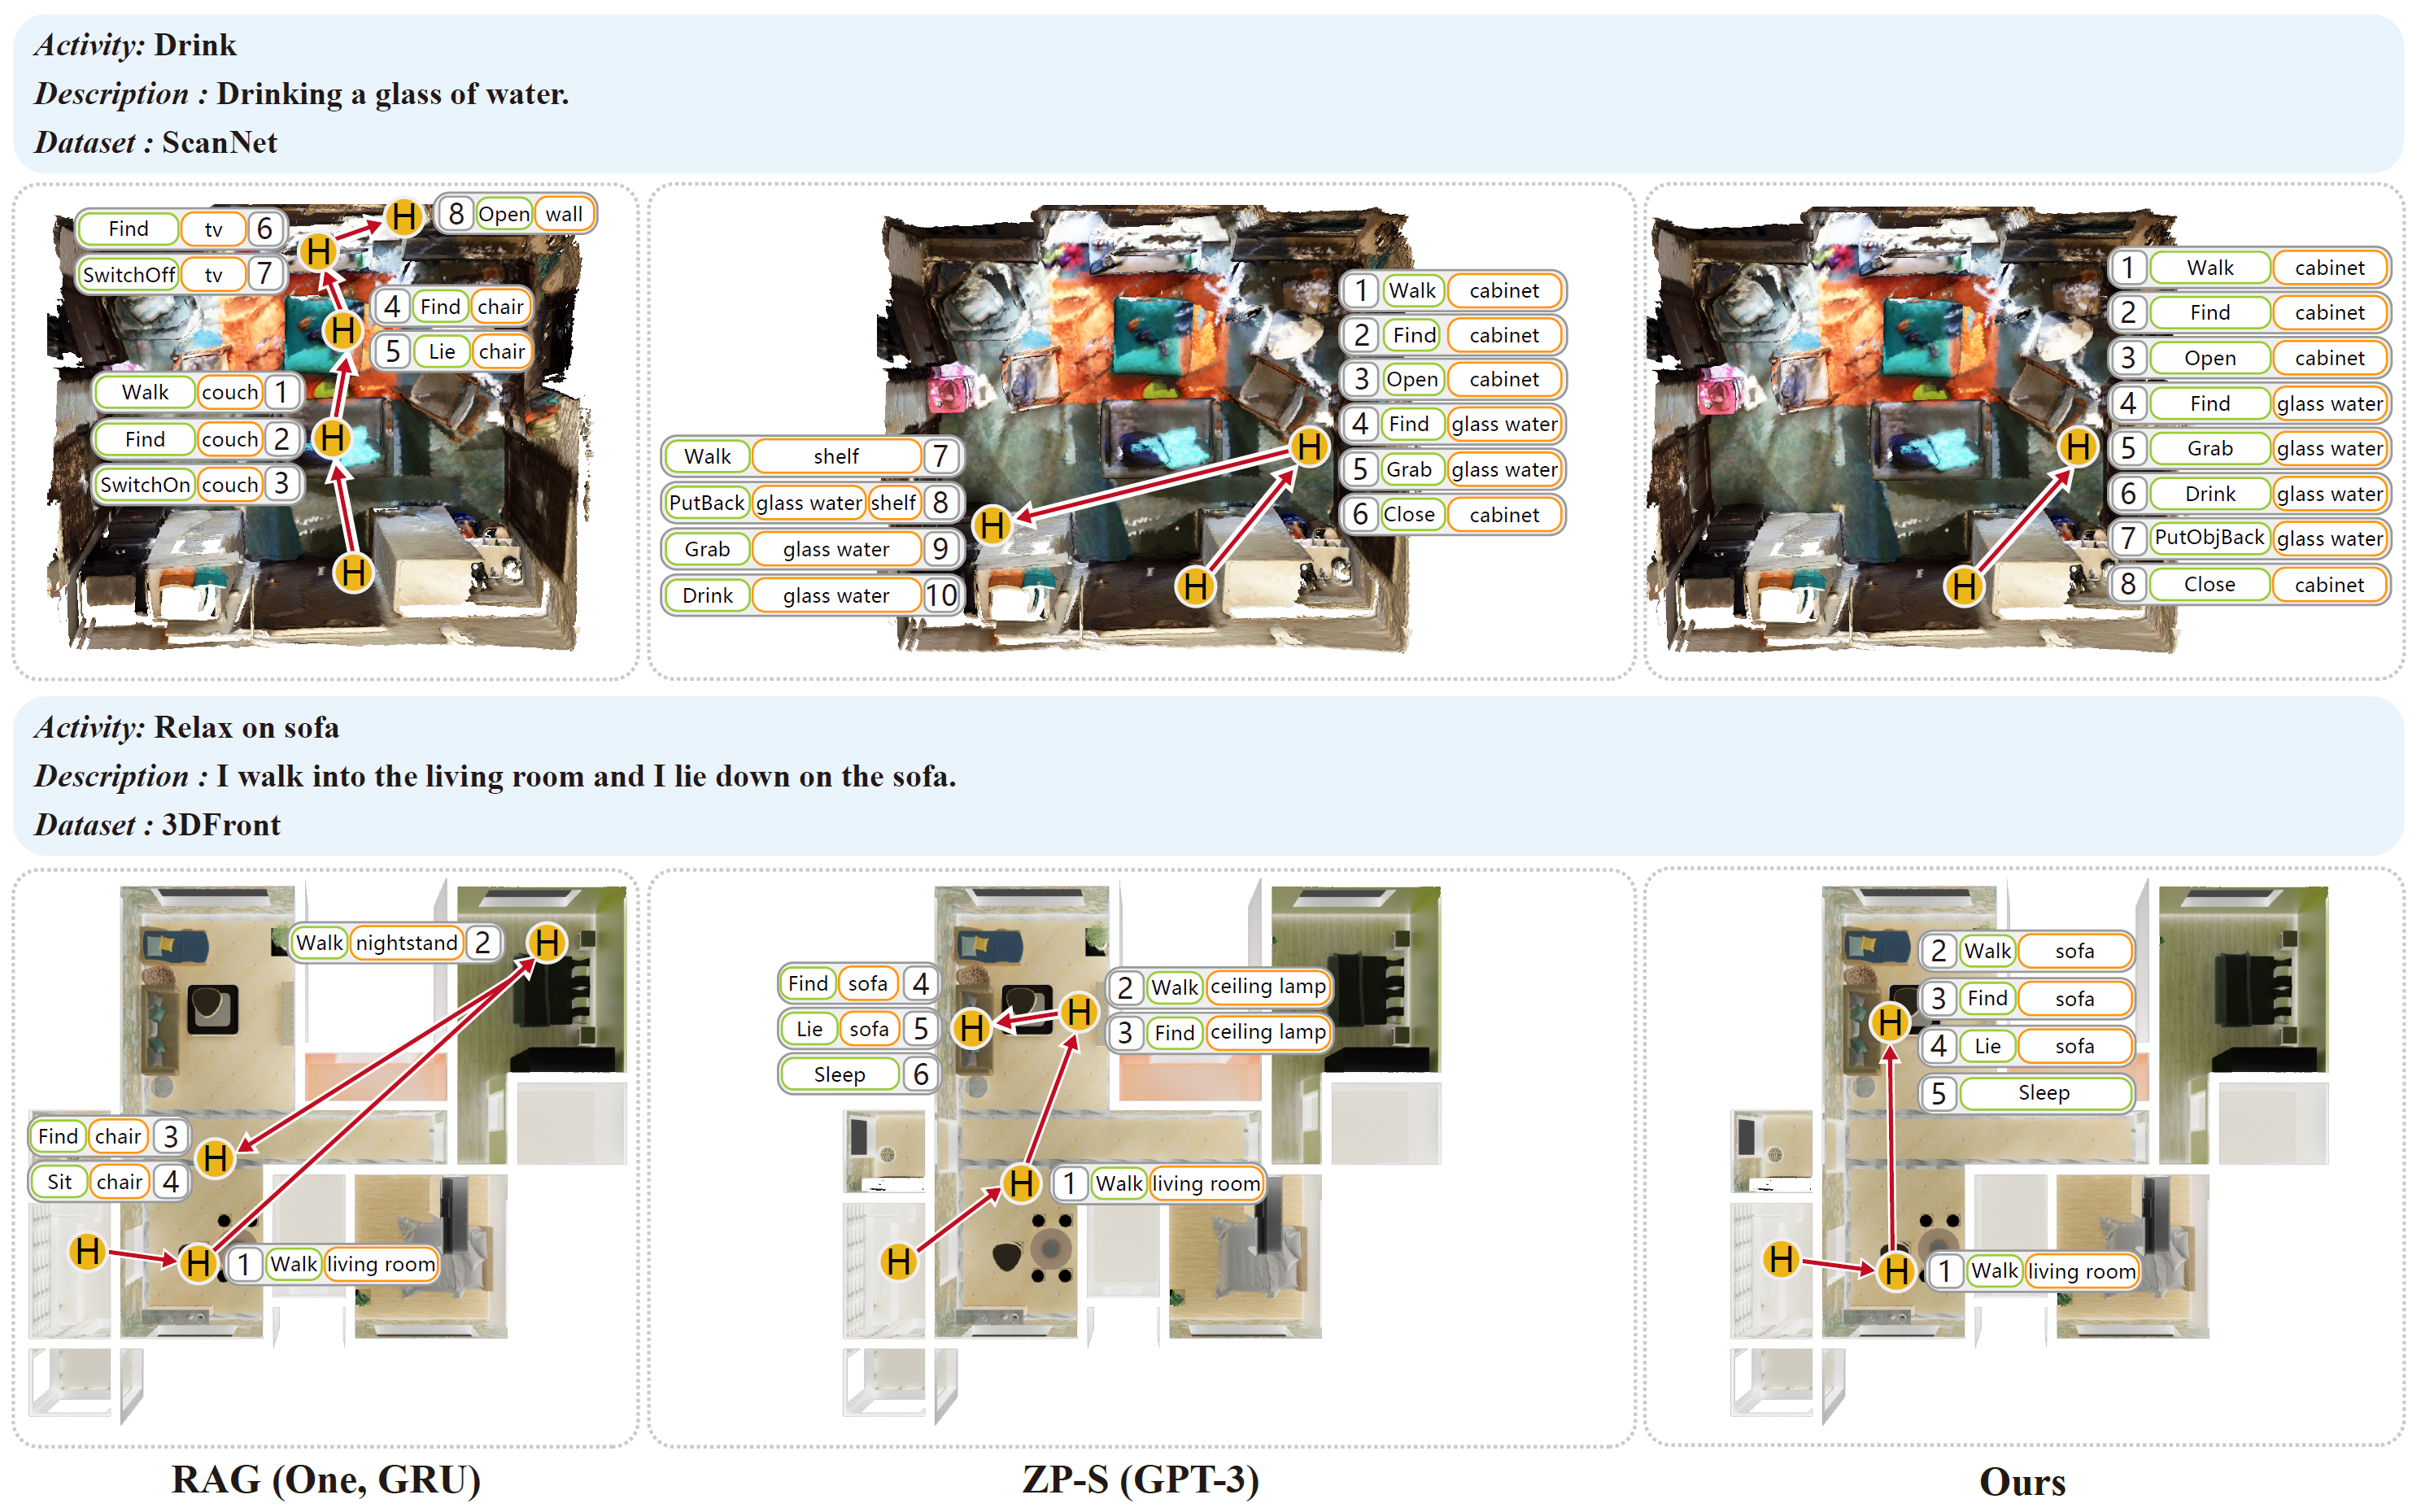 Activity: Drink
Description : Drinking a glass of water.
Dataset : ScanNet
Find tv 6
SwitchOff tv 7
H
8 Open wall
H
4 Find chair
5 Lie chair
H
Walk couch 1
Find couch 2
SwitchOn couch 3
H
H
1 Walk cabinet
2 Find cabinet
3 Open cabinet
4 Find glass water
5 Grab glass water
6 Close cabinet
H
Walk shelf 7
PutBack glass water shelf 8
Grab glass water 9
Drink glass water 10
H
H
1 Walk cabinet
2 Find cabinet
3 Open cabinet
4 Find glass water
5 Grab glass water
6 Drink glass water
7 PutObjBack glass water
8 Close cabinet
H
H
Activity: Relax on sofa
Description : I walk into the living room and I lie down on the sofa.
Dataset : 3DFront
Walk nightstand 2
H
Find chair 3
Sit chair 4
H
H
H
1 Walk living room
Find sofa 4
Lie sofa 5
Sleep 6
H
H
2 Walk ceiling lamp
3 Find ceiling lamp
H
1 Walk living room
H
2 Walk sofa
3 Find sofa
4 Lie sofa
5 Sleep
H
H
H
1 Walk living room
RAG (One, GRU)
ZP-S (GPT-3)
Ours